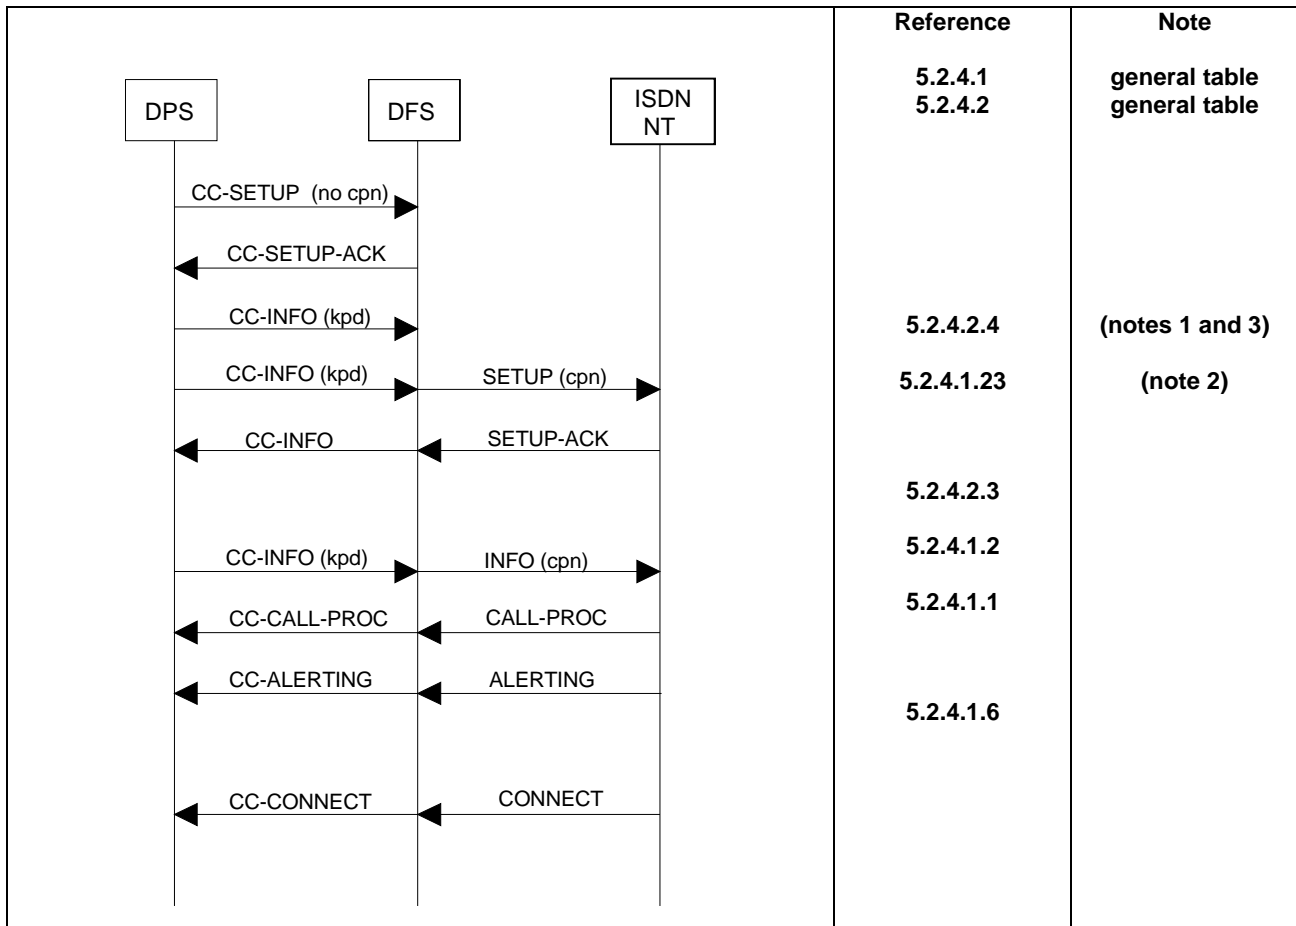 Reference Note
5.2.4.1 general table
5.2.4.2 general table
DPS DFS ISDN
NT
CC-SETUP (no cpn)
CC-SETUP-ACK
CC-INFO (kpd) 5.2.4.2.4 (notes 1 and 3)
CC-INFO (kpd) SETUP (cpn) 5.2.4.1.23 (note 2)
CC-INFO SETUP-ACK
5.2.4.2.3
CC-INFO (kpd) INFO (cpn) 5.2.4.1.2
5.2.4.1.1
CC-CALL-PROC CALL-PROC
CC-ALERTING ALERTING
5.2.4.1.6
CC-CONNECT CONNECT